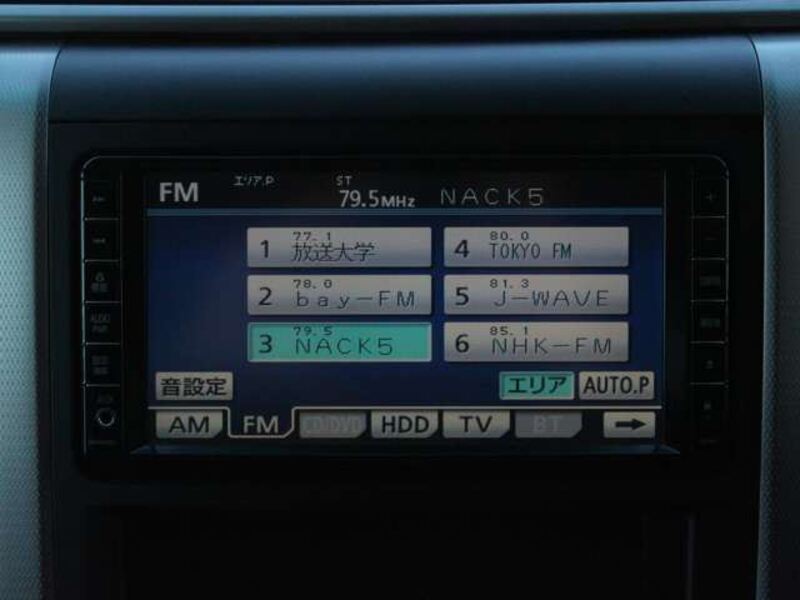 FM エリア.P ST 79.5MHz NACK5
1 77.1 放送大学
4 80.0 TOKYO FM
2 78.0 bay-FM
5 81.3 J-WAVE
3 79.5 NACK5
6 85.1 NHK-FM
音設定 エリア AUTO.P
AM FM CD/DVD HDD TV BT